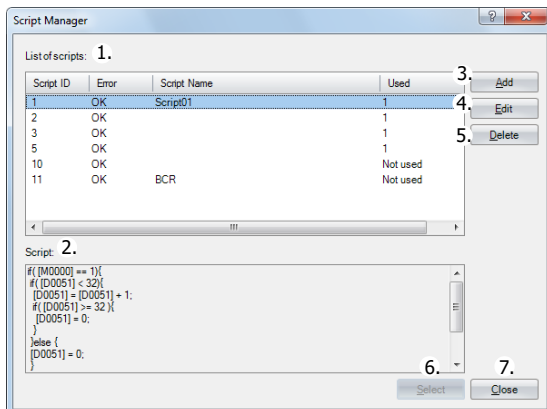 Script Manager
List of scripts: 1.
Script ID Error Script Name Used
1 OK Script01 1
2 OK 1
3 OK 1
5 OK 1
10 OK Not used
11 OK BCR Not used
3. Add
4. Edit
5. Delete
Script: 2.
if( [M0000] == 1){
if( [D0051] < 32){
[D0051] = [D0051] + 1;
if( [D0051] >= 32 ){
[D0051] = 0;
}
}else {
[D0051] = 0;
}
6. Select
7. Close